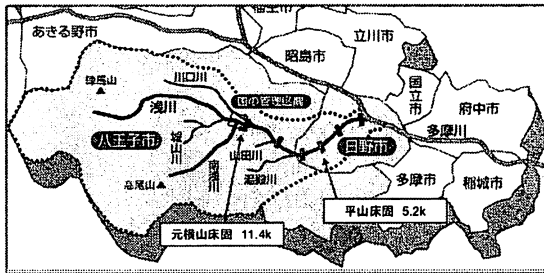 あきる野市
福生市
立川市
昭島市
国立市
府中市
陣馬山
川口川
国の管理区間
浅川
多摩川
八王子市
城山川
南浅川
山田川
湯殿川
日野市
高尾山
多摩市
稲城市
元横山床固 11.4k
平山床固 5.2k